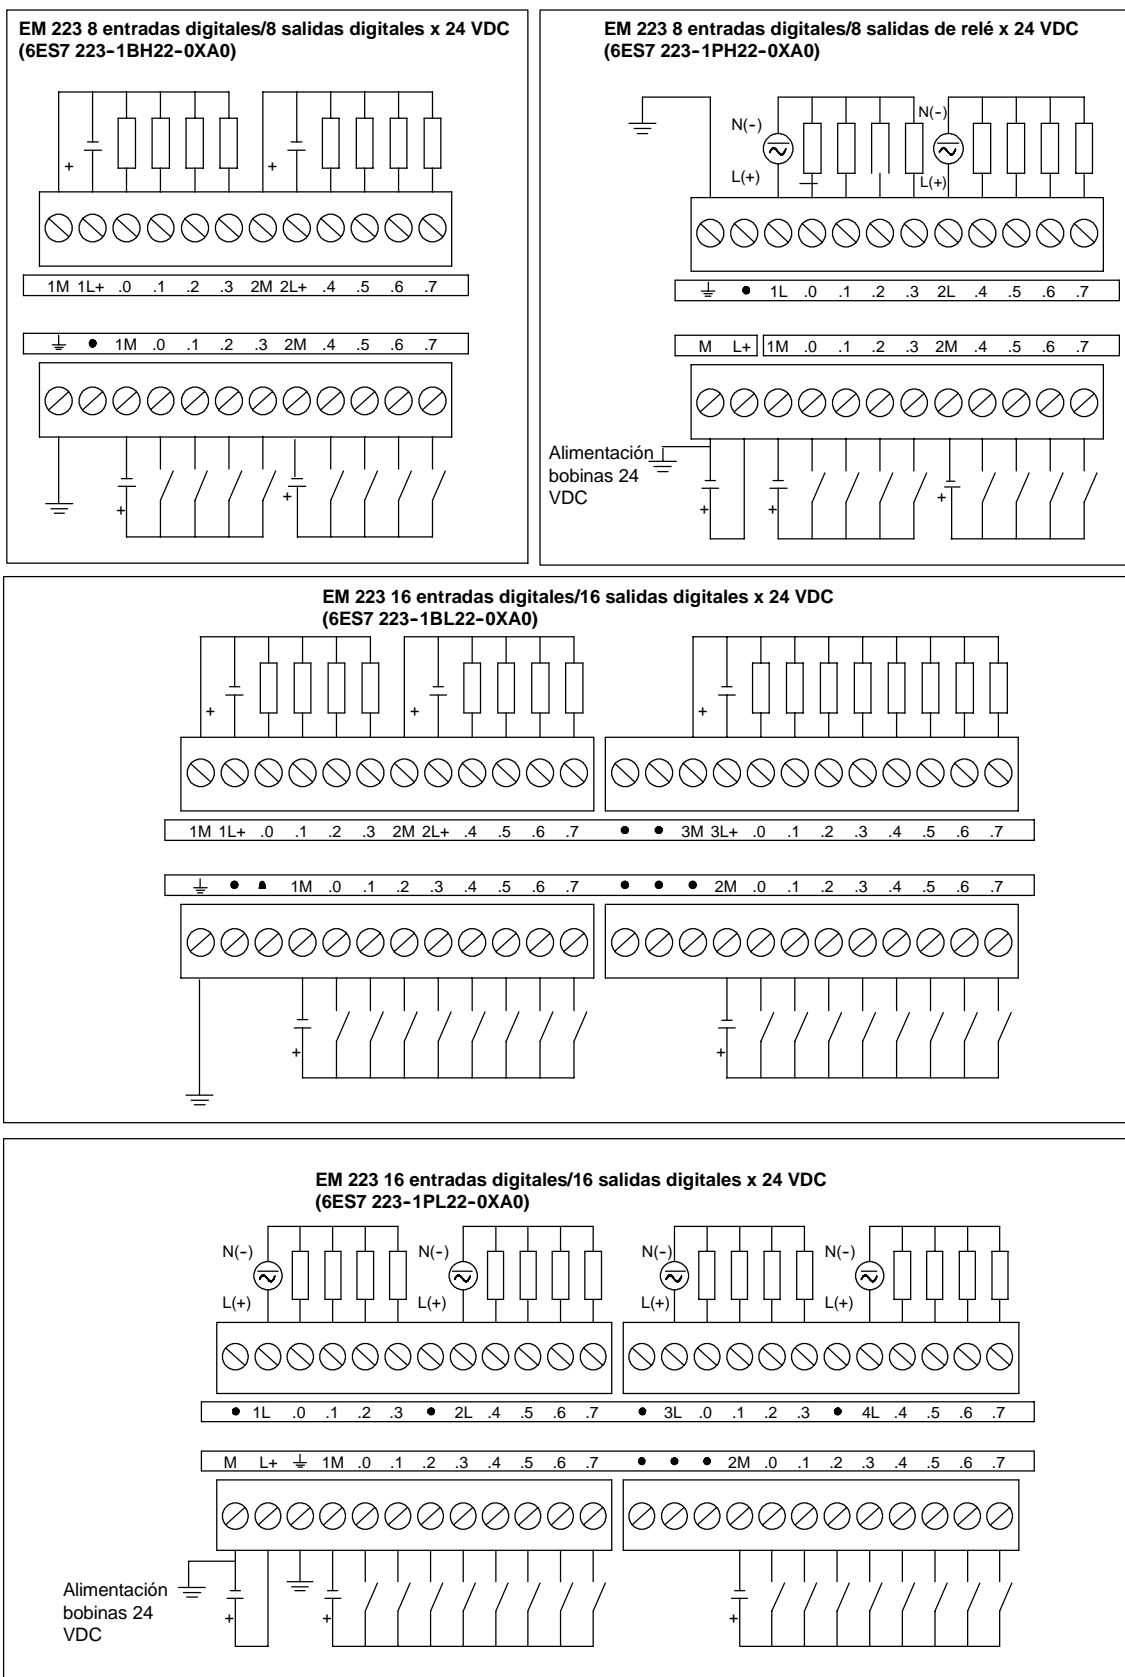 EM 223 8 entradas digitales/8 salidas digitales x 24 VDC
(6ES7 223-1BH22-0XA0)
+ +
1M 1L+ .0 .1 .2 .3 2M 2L+ .4 .5 .6 .7
1M .0 .1 .2 .3 2M .4 .5 .6 .7
+ +
EM 223 8 entradas digitales/8 salidas de relé x 24 VDC
(6ES7 223-1PH22-0XA0)
N(-) N(-)
L(+) L(+)
1L .0 .1 .2 .3 2L .4 .5 .6 .7
M L+ 1M .0 .1 .2 .3 2M .4 .5 .6 .7
Alimentación
bobinas 24
VDC
+ + +
EM 223 16 entradas digitales/16 salidas digitales x 24 VDC
(6ES7 223-1BL22-0XA0)
+ + +
1M 1L+ .0 .1 .2 .3 2M 2L+ .4 .5 .6 .7 3M 3L+ .0 .1 .2 .3 .4 .5 .6 .7
1M .0 .1 .2 .3 .4 .5 .6 .7 2M .0 .1 .2 .3 .4 .5 .6 .7
+ +
EM 223 16 entradas digitales/16 salidas digitales x 24 VDC
(6ES7 223-1PL22-0XA0)
N(-) N(-) N(-) N(-)
L(+) L(+) L(+) L(+)
1L .0 .1 .2 .3 2L .4 .5 .6 .7 3L .0 .1 .2 .3 4L .4 .5 .6 .7
M L+ 1M .0 .1 .2 .3 .4 .5 .6 .7 2M .0 .1 .2 .3 .4 .5 .6 .7
Alimentación
bobinas 24
VDC
+ + +